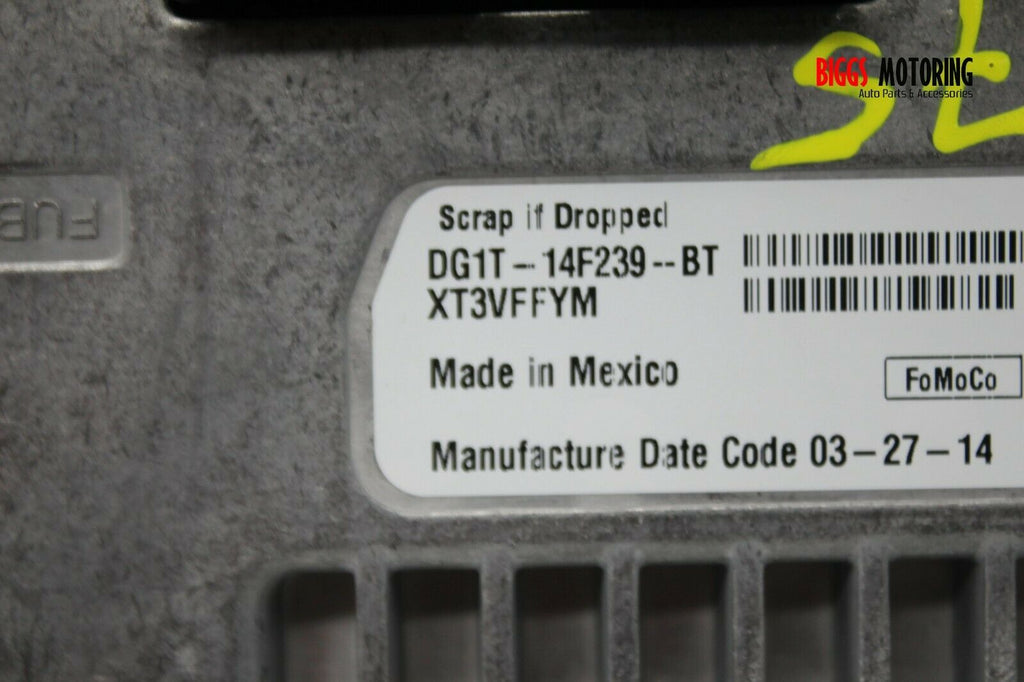 BIGGS MOTORING
Auto Parts & Accessories
Scrap if Dropped
DG1T-14F239--BT
XT3VFFYM
Made in Mexico
FoMoCo
Manufacture Date Code 03-27-14
FUB